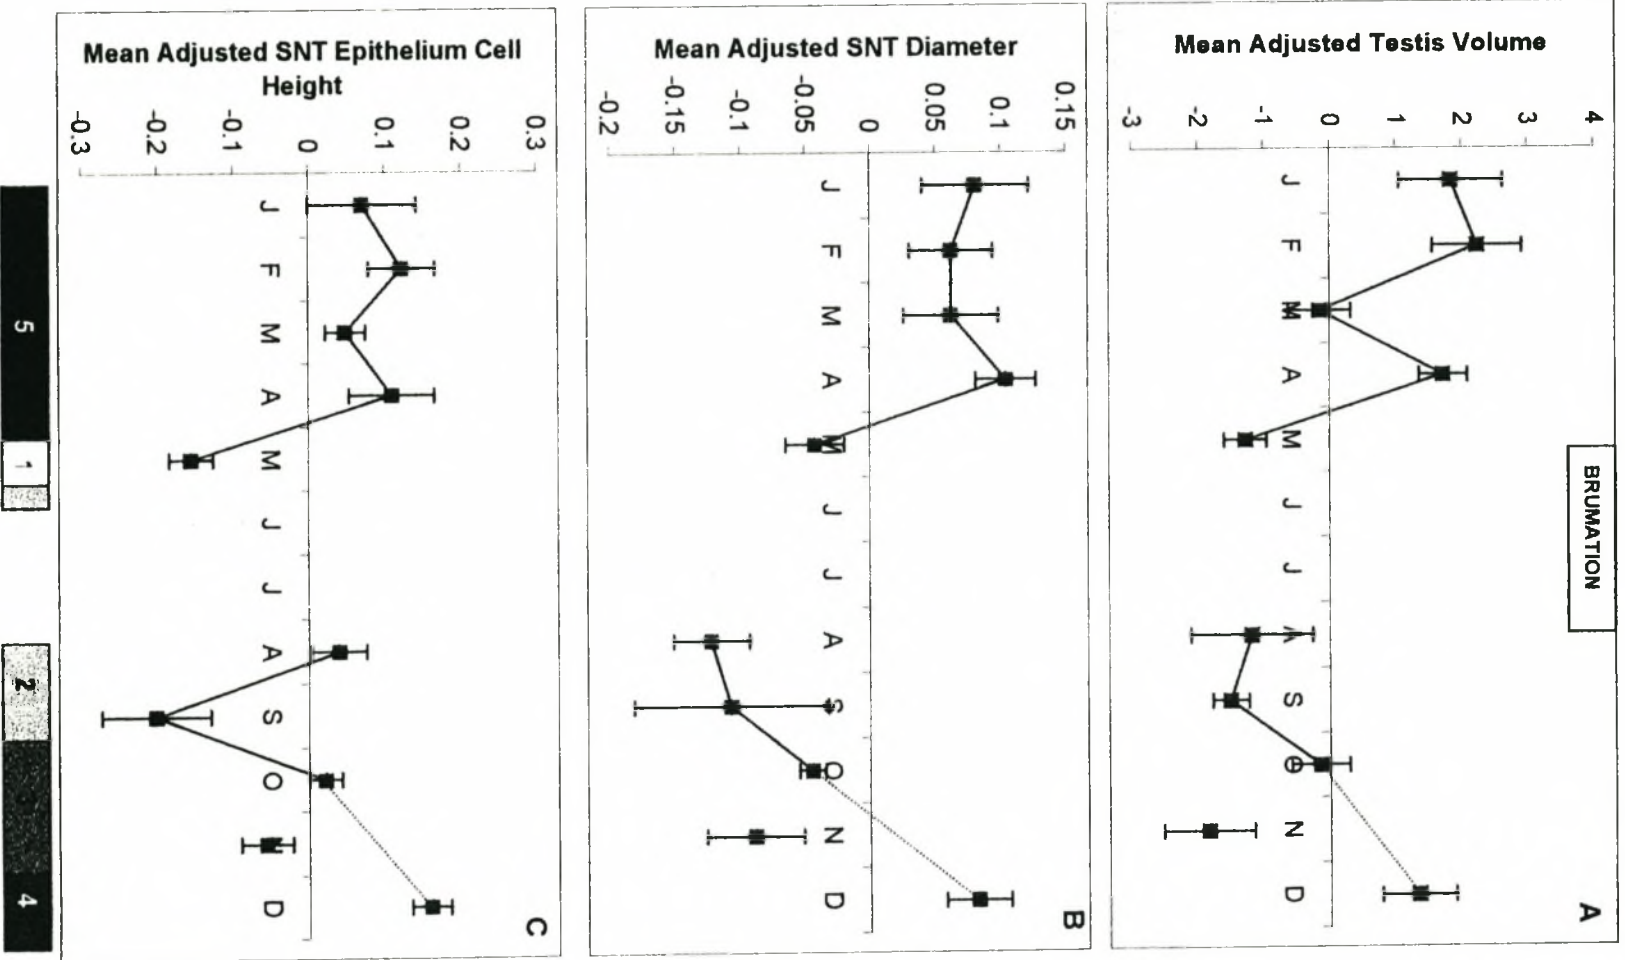 BRUMATION
A
Mean Adjusted Testis Volume
4
3
2
1
0
-1
-2
-3
J F M A M J J A S O N D
B
Mean Adjusted SNT Diameter
0.15
0.1
0.05
0
-0.05
-0.1
-0.15
-0.2
J F M A M J J A S O N D
C
Mean Adjusted SNT Epithelium Cell
Height
0.3
0.2
0.1
0
-0.1
-0.2
-0.3
J F M A M J J A S O N D
5 1 2 4